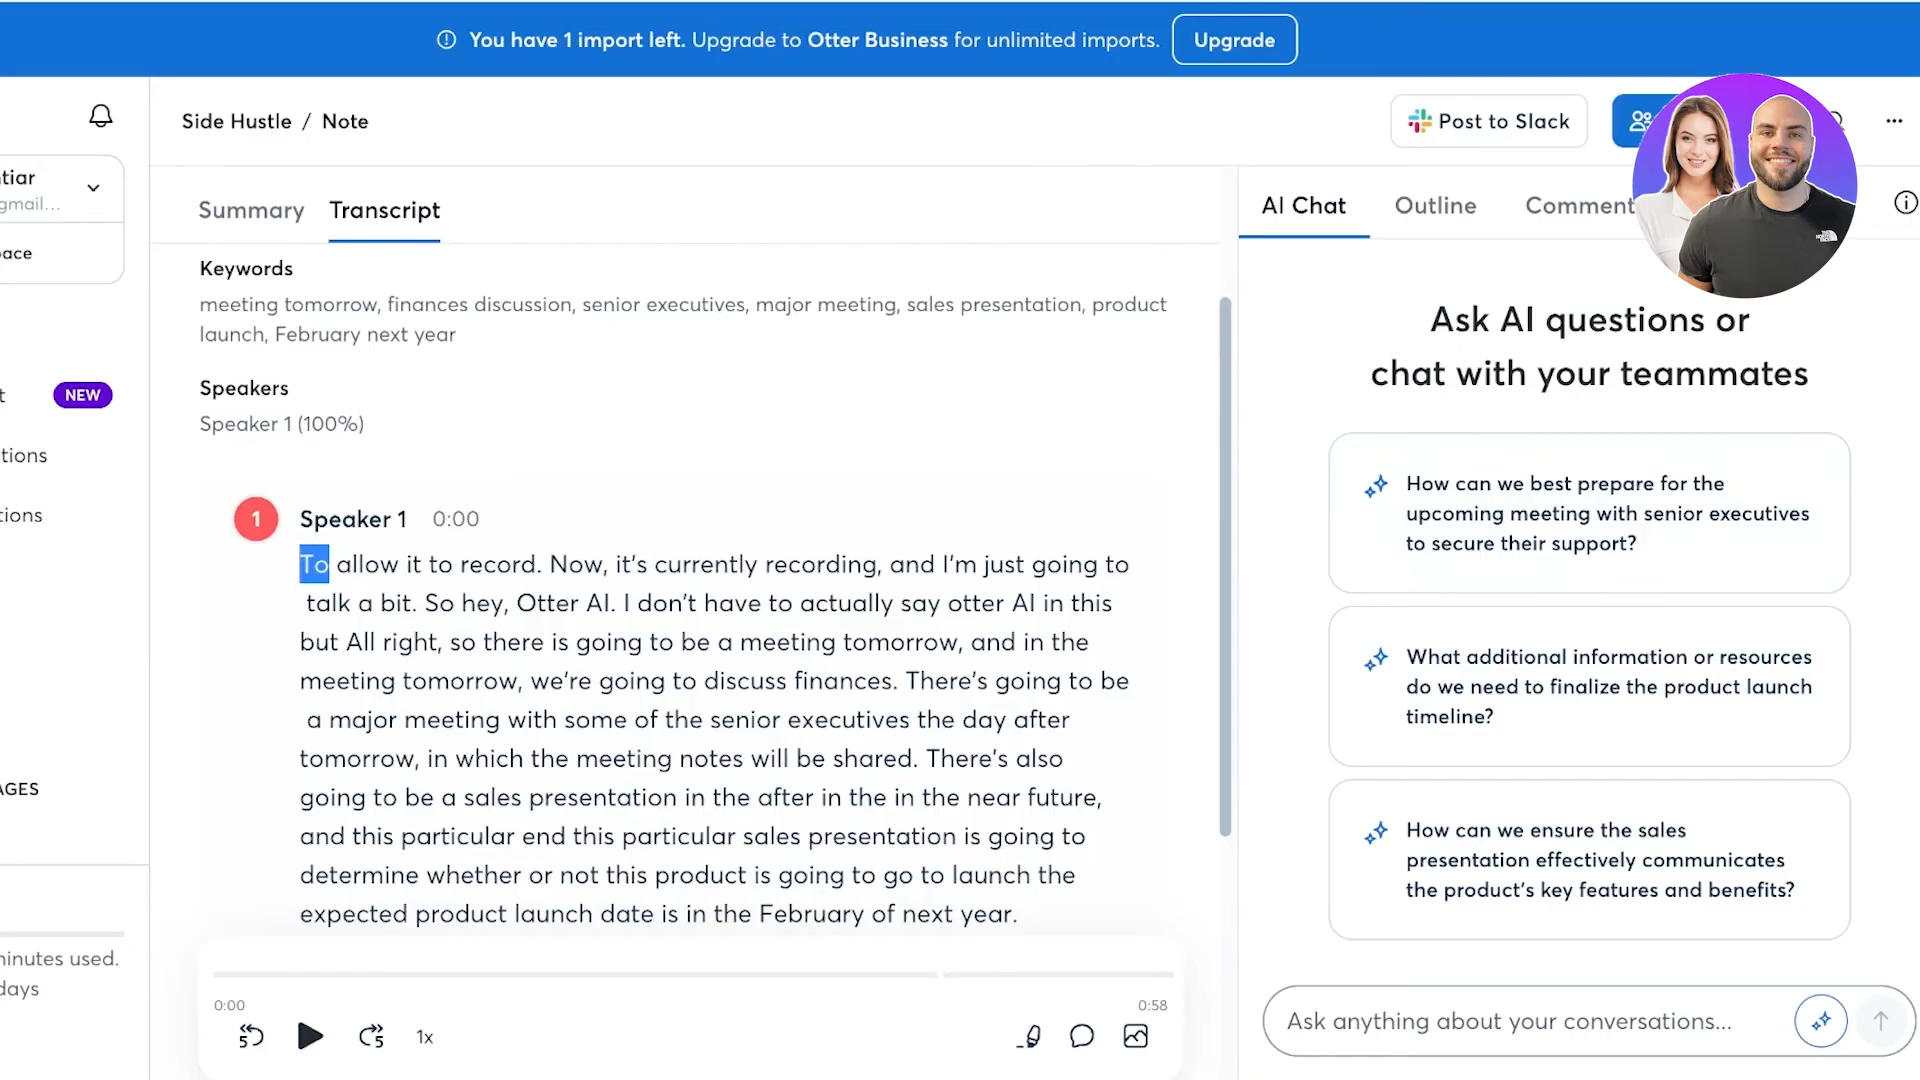 You have 1 import left. Upgrade to Otter Business for unlimited imports.
Upgrade
Side Hustle / Note
Post to Slack
tiar
gmail...
ace
NEW
tions
tions
AGES
minutes used.
days
Summary
Transcript
Keywords
meeting tomorrow, finances discussion, senior executives, major meeting, sales presentation, product
launch, February next year
Speakers
Speaker 1 (100%)
1
Speaker 1 0:00
To allow it to record. Now, it's currently recording, and I'm just going to
talk a bit. So hey, Otter AI. I don't have to actually say otter AI in this
but All right, so there is going to be a meeting tomorrow, and in the
meeting tomorrow, we're going to discuss finances. There's going to be
a major meeting with some of the senior executives the day after
tomorrow, in which the meeting notes will be shared. There's also
going to be a sales presentation in the after in the in the near future,
and this particular end this particular sales presentation is going to
determine whether or not this product is going to go to launch the
expected product launch date is in the February of next year.
0:00
0:58
5
5
1x
AI Chat
Outline
Comment
THE NORTH FACE
Ask AI questions or
chat with your teammates
How can we best prepare for the
upcoming meeting with senior executives
to secure their support?
What additional information or resources
do we need to finalize the product launch
timeline?
How can we ensure the sales
presentation effectively communicates
the product's key features and benefits?
Ask anything about your conversations...